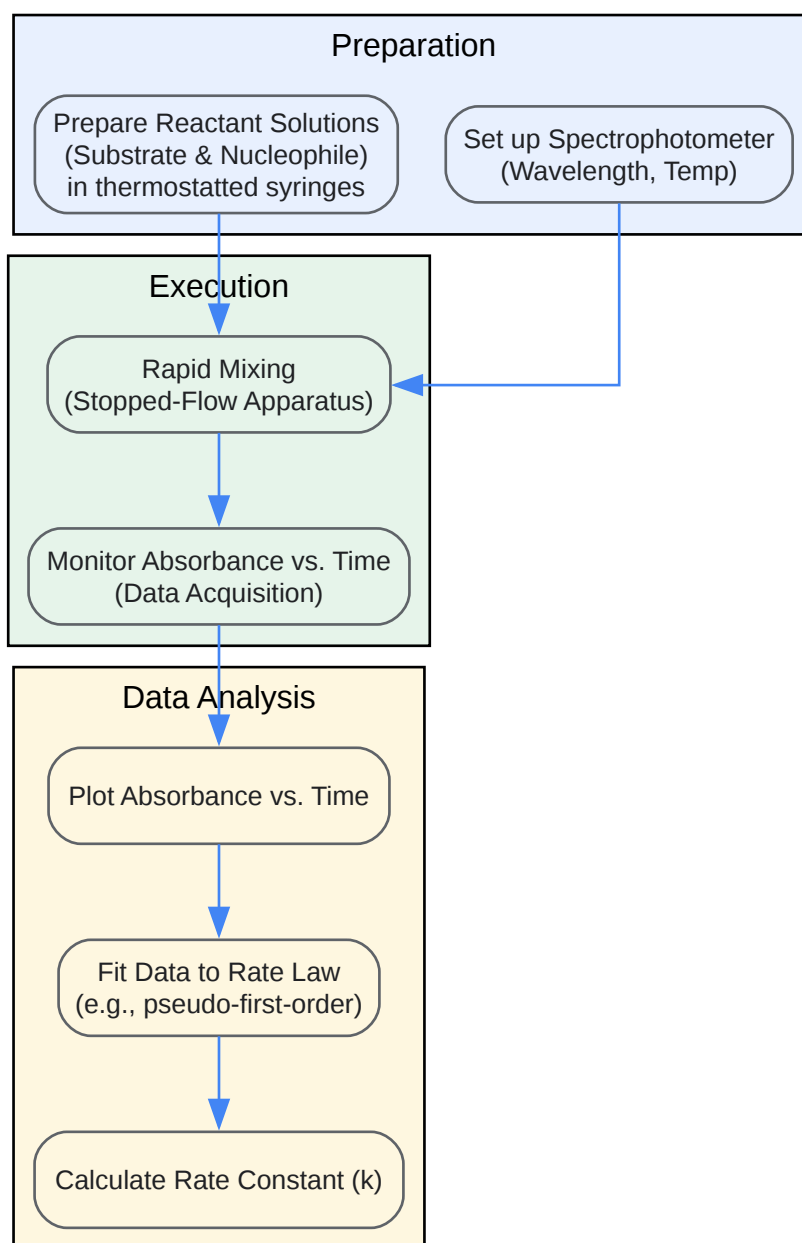 Preparation
Prepare Reactant Solutions
(Substrate & Nucleophile)
in thermostatted syringes
Set up Spectrophotometer
(Wavelength, Temp)
Execution
Rapid Mixing
(Stopped-Flow Apparatus)
Monitor Absorbance vs. Time
(Data Acquisition)
Data Analysis
Plot Absorbance vs. Time
Fit Data to Rate Law
(e.g., pseudo-first-order)
Calculate Rate Constant (k)